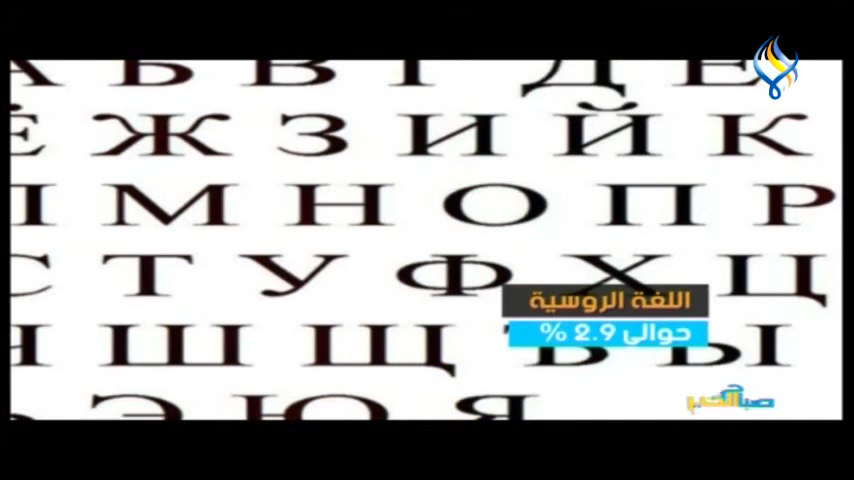 А Б В Г Д Е
Ё Ж З И Й К
Л М Н О П Р
С Т У Ф Х Ц
Ч Ш Щ Ъ Ы
Ь Э Ю Я
اللغة الروسية
حوالى 2.9 %
صباح الخير